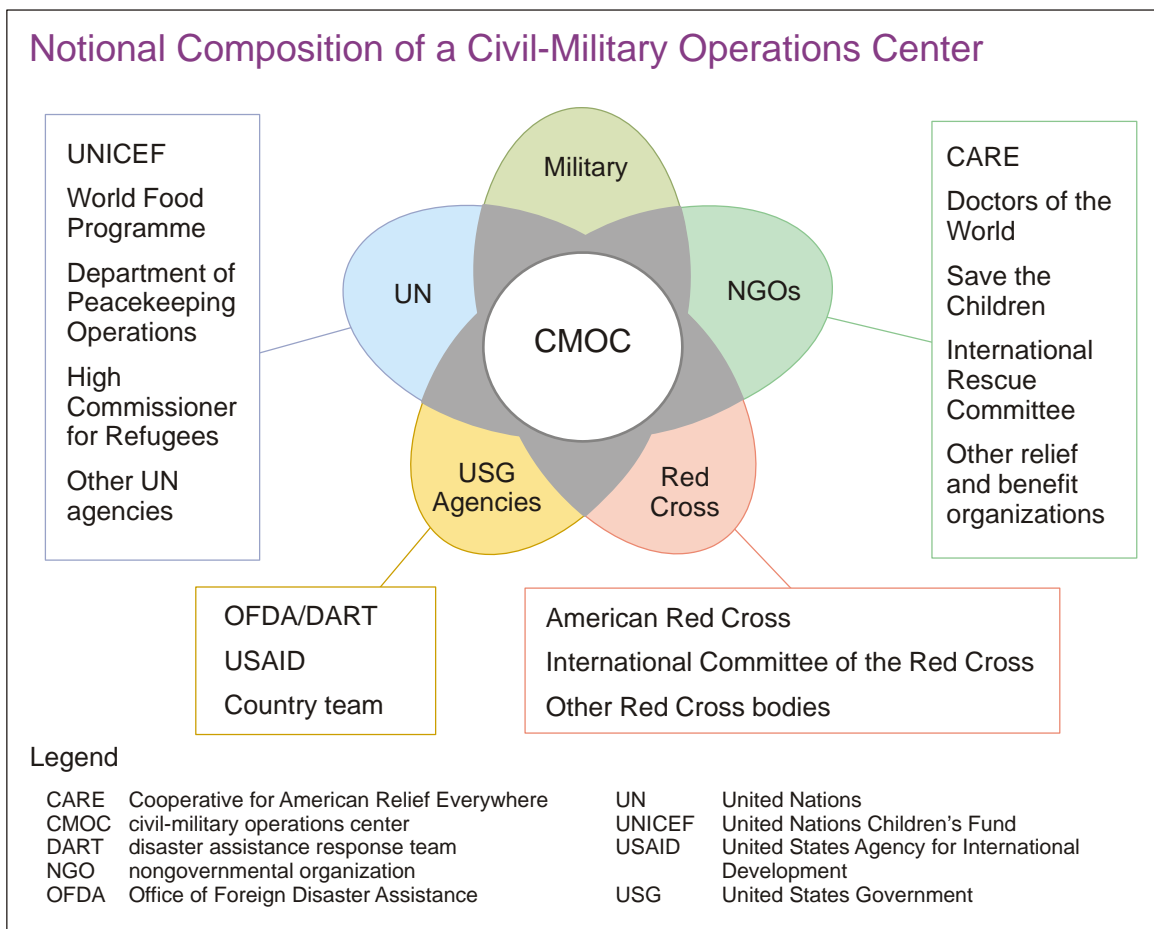 Notional Composition of a Civil-Military Operations Center
UNICEF
World Food
Programme
Department of
Peacekeeping
Operations
High
Commissioner
for Refugees
Other UN
agencies
Military
UN
NGOs
CMOC
USG
Agencies
Red
Cross
CARE
Doctors of the
World
Save the
Children
International
Rescue
Committee
Other relief
and benefit
organizations
OFDA/DART
USAID
Country team
American Red Cross
International Committee of the Red Cross
Other Red Cross bodies
Legend
CARE Cooperative for American Relief Everywhere
CMOC civil-military operations center
DART disaster assistance response team
NGO nongovernmental organization
OFDA Office of Foreign Disaster Assistance
UN United Nations
UNICEF United Nations Children's Fund
USAID United States Agency for International
Development
USG United States Government